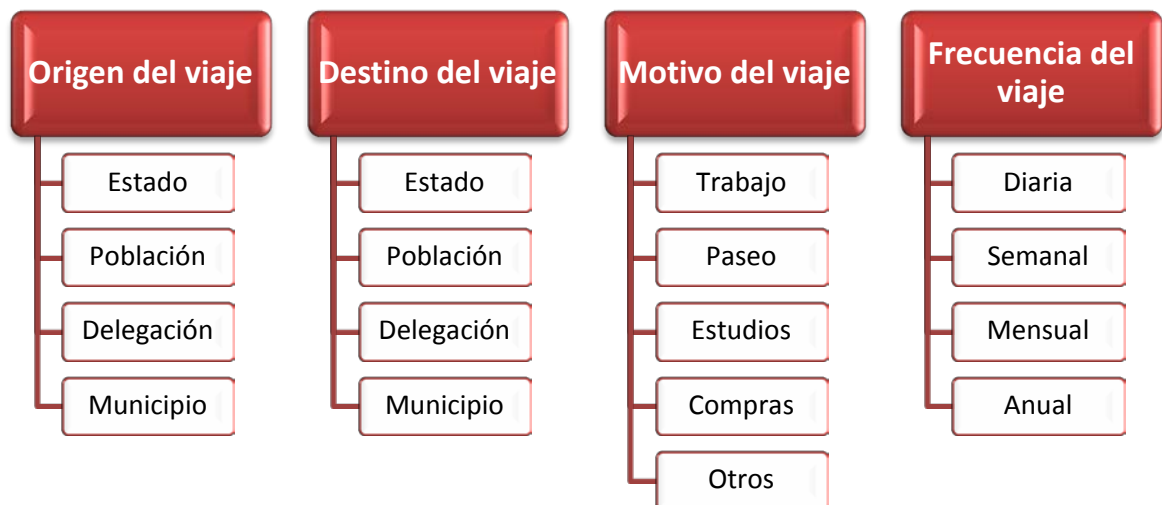 Origen del viaje
Estado
Población
Delegación
Municipio
Destino del viaje
Estado
Población
Delegación
Municipio
Motivo del viaje
Trabajo
Paseo
Estudios
Compras
Otros
Frecuencia del
viaje
Diaria
Semanal
Mensual
Anual